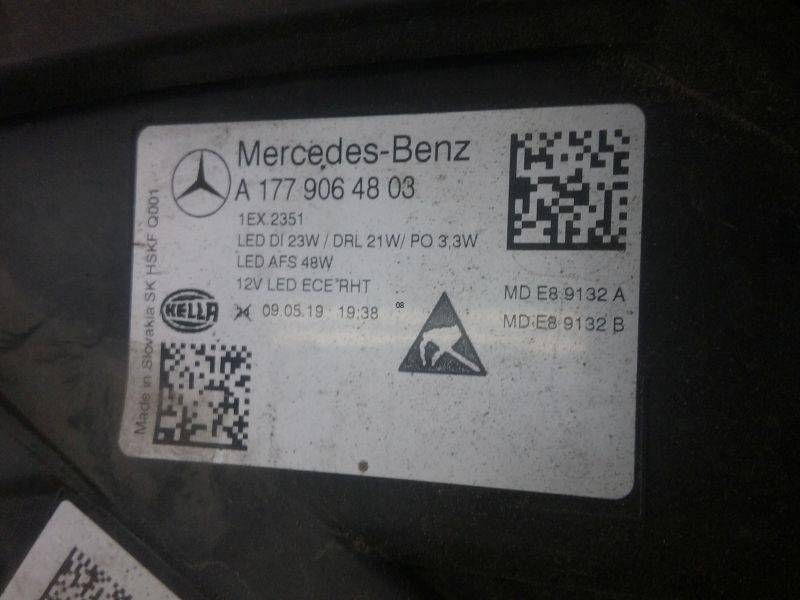 Mercedes-Benz
A 177 906 48 03
1EX 2351
LED DI 23W / DRL 21W/ PO 3,3W
LED AFS 48W
12V LED ECE RHT
HELLA
09.05.19 19:38 08
MD E8 9132 A
MD E8 9132 B
Made in Slovakia SK HSKF Q001